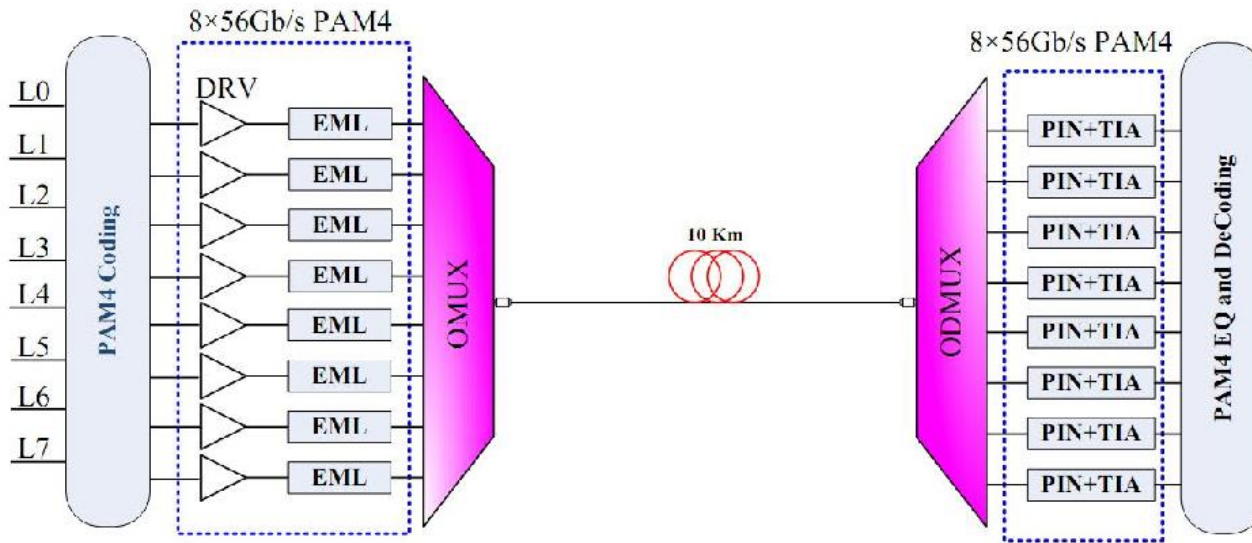 8×56Gb/s PAM4
8×56Gb/s PAM4
DRV
L0
L1
L2
L3
L4
L5
L6
L7
PAM4 Coding
EML
EML
EML
EML
EML
EML
EML
EML
OMUX
10 Km
ODMUX
PIN+TIA
PIN+TIA
PIN+TIA
PIN+TIA
PIN+TIA
PIN+TIA
PIN+TIA
PIN+TIA
PAM4 EQ and DeCoding